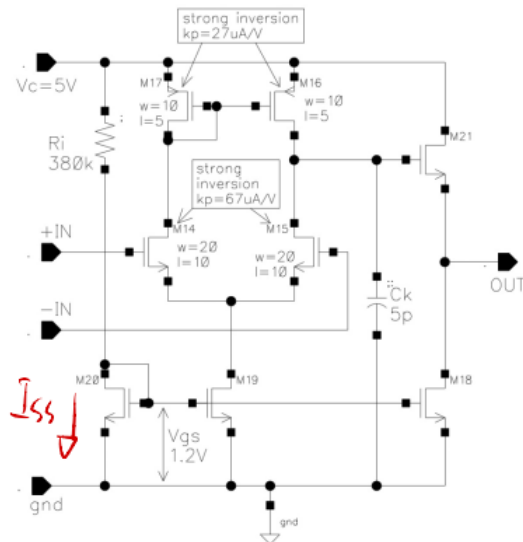 strong inversion
kp=27uA/V
Vc=5V
M17
M16
w=10
l=5
w=10
l=5
M21
Ri
380k
strong
inversion
kp=67uA/V
+IN
M14
M15
w=20
l=10
w=20
l=10
-IN
Ck
5p
OUT
M20
M19
M18
Iss
Vgs
1.2V
gnd
gnd